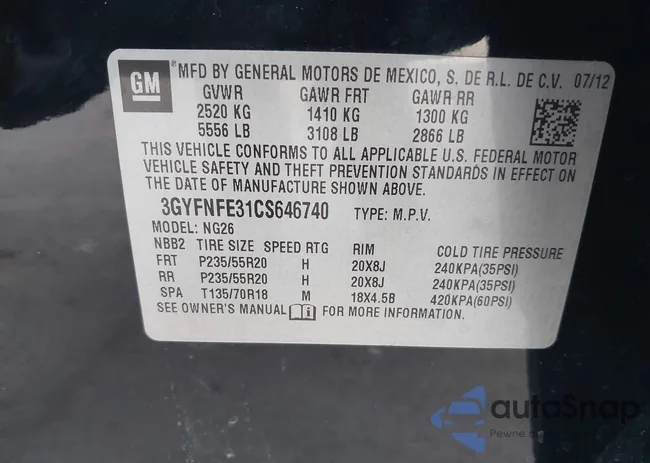 GM MFD BY GENERAL MOTORS DE MEXICO, S. DE R.L. DE C.V. 07/12
GVWR GAWR FRT GAWR RR
2520 KG 1410 KG 1300 KG
5556 LB 3108 LB 2866 LB
THIS VEHICLE CONFORMS TO ALL APPLICABLE U.S. FEDERAL MOTOR
VEHICLE SAFETY AND THEFT PREVENTION STANDARDS IN EFFECT ON
THE DATE OF MANUFACTURE SHOWN ABOVE.
3GYFNFE31CS646740 TYPE: M.P.V.
MODEL: NG26
NBB2 TIRE SIZE SPEED RTG RIM COLD TIRE PRESSURE
FRT P235/55R20 H 20X8J 240KPA(35PSI)
RR P235/55R20 H 20X8J 240KPA(35PSI)
SPA T135/70R18 M 18X4.5B 420KPA(60PSI)
SEE OWNER'S MANUAL i FOR MORE INFORMATION.
autoSnap
Pewne